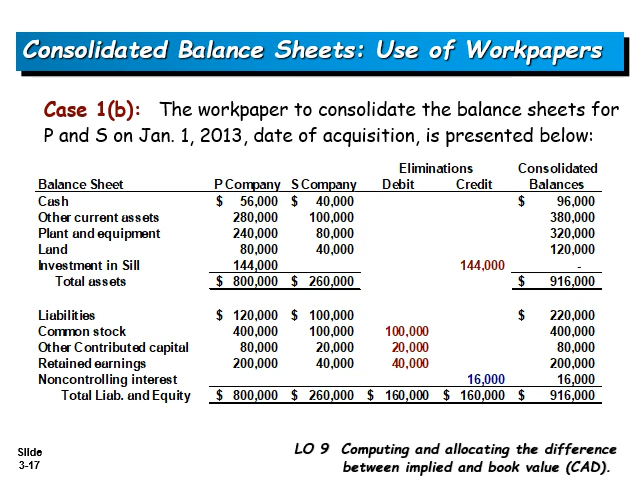 Consolidated Balance Sheets: Use of Workpapers
Case 1(b): The workpaper to consolidate the balance sheets for
P and S on Jan. 1, 2013, date of acquisition, is presented below:
Eliminations Consolidated
Balance Sheet P Company S Company Debit Credit Balances
Cash $ 56,000 $ 40,000 $ 96,000
Other current assets 280,000 100,000 380,000
Plant and equipment 240,000 80,000 320,000
Land 80,000 40,000 120,000
Investment in Sill 144,000 144,000 -
Total assets $ 800,000 $ 260,000 $ 916,000
Liabilities $ 120,000 $ 100,000 $ 220,000
Common stock 400,000 100,000 100,000 400,000
Other Contributed capital 80,000 20,000 20,000 80,000
Retained earnings 200,000 40,000 40,000 200,000
Noncontrolling interest 16,000 16,000
Total Liab. and Equity $ 800,000 $ 260,000 $ 160,000 $ 160,000 $ 916,000
Slide
3-17
LO 9 Computing and allocating the difference
between implied and book value (CAD).